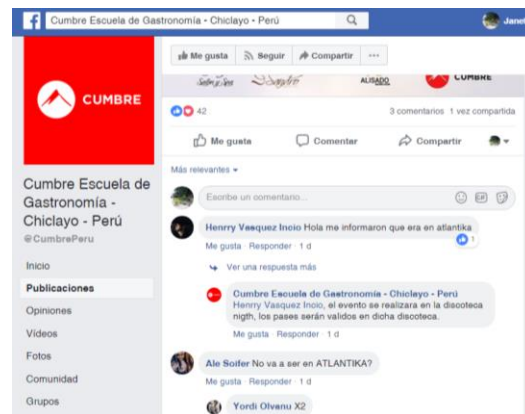 Cumbre Escuela de Gastronomía - Chiclayo - Perú
Janet
Me gusta Seguir Compartir ...
ALISADO CUMBRE
CUMBRE
42
3 comentarios 1 vez compartida
Me gusta Comentar Compartir
Más relevantes
Escribe un comentario...
GIF
Cumbre Escuela de
Gastronomía -
Chiclayo - Perú
@CumbrePeru
Inicio
Publicaciones
Opiniones
Videos
Fotos
Comunidad
Grupos
Henrry Vasquez Incio Hola me informaron que era en atlantika
1
Me gusta · Responder · 1 d
Ver una respuesta más
Cumbre Escuela de Gastronomía - Chiclayo - Perú
Henrry Vasquez Incio, el evento se realizara en la discoteca
nigth, los pases serán validos en dicha discoteca.
Me gusta · Responder · 1 d
Ale Soifer No va a ser en ATLANTIKA?
Me gusta · Responder · 1 d
Yordi Olvanu X2